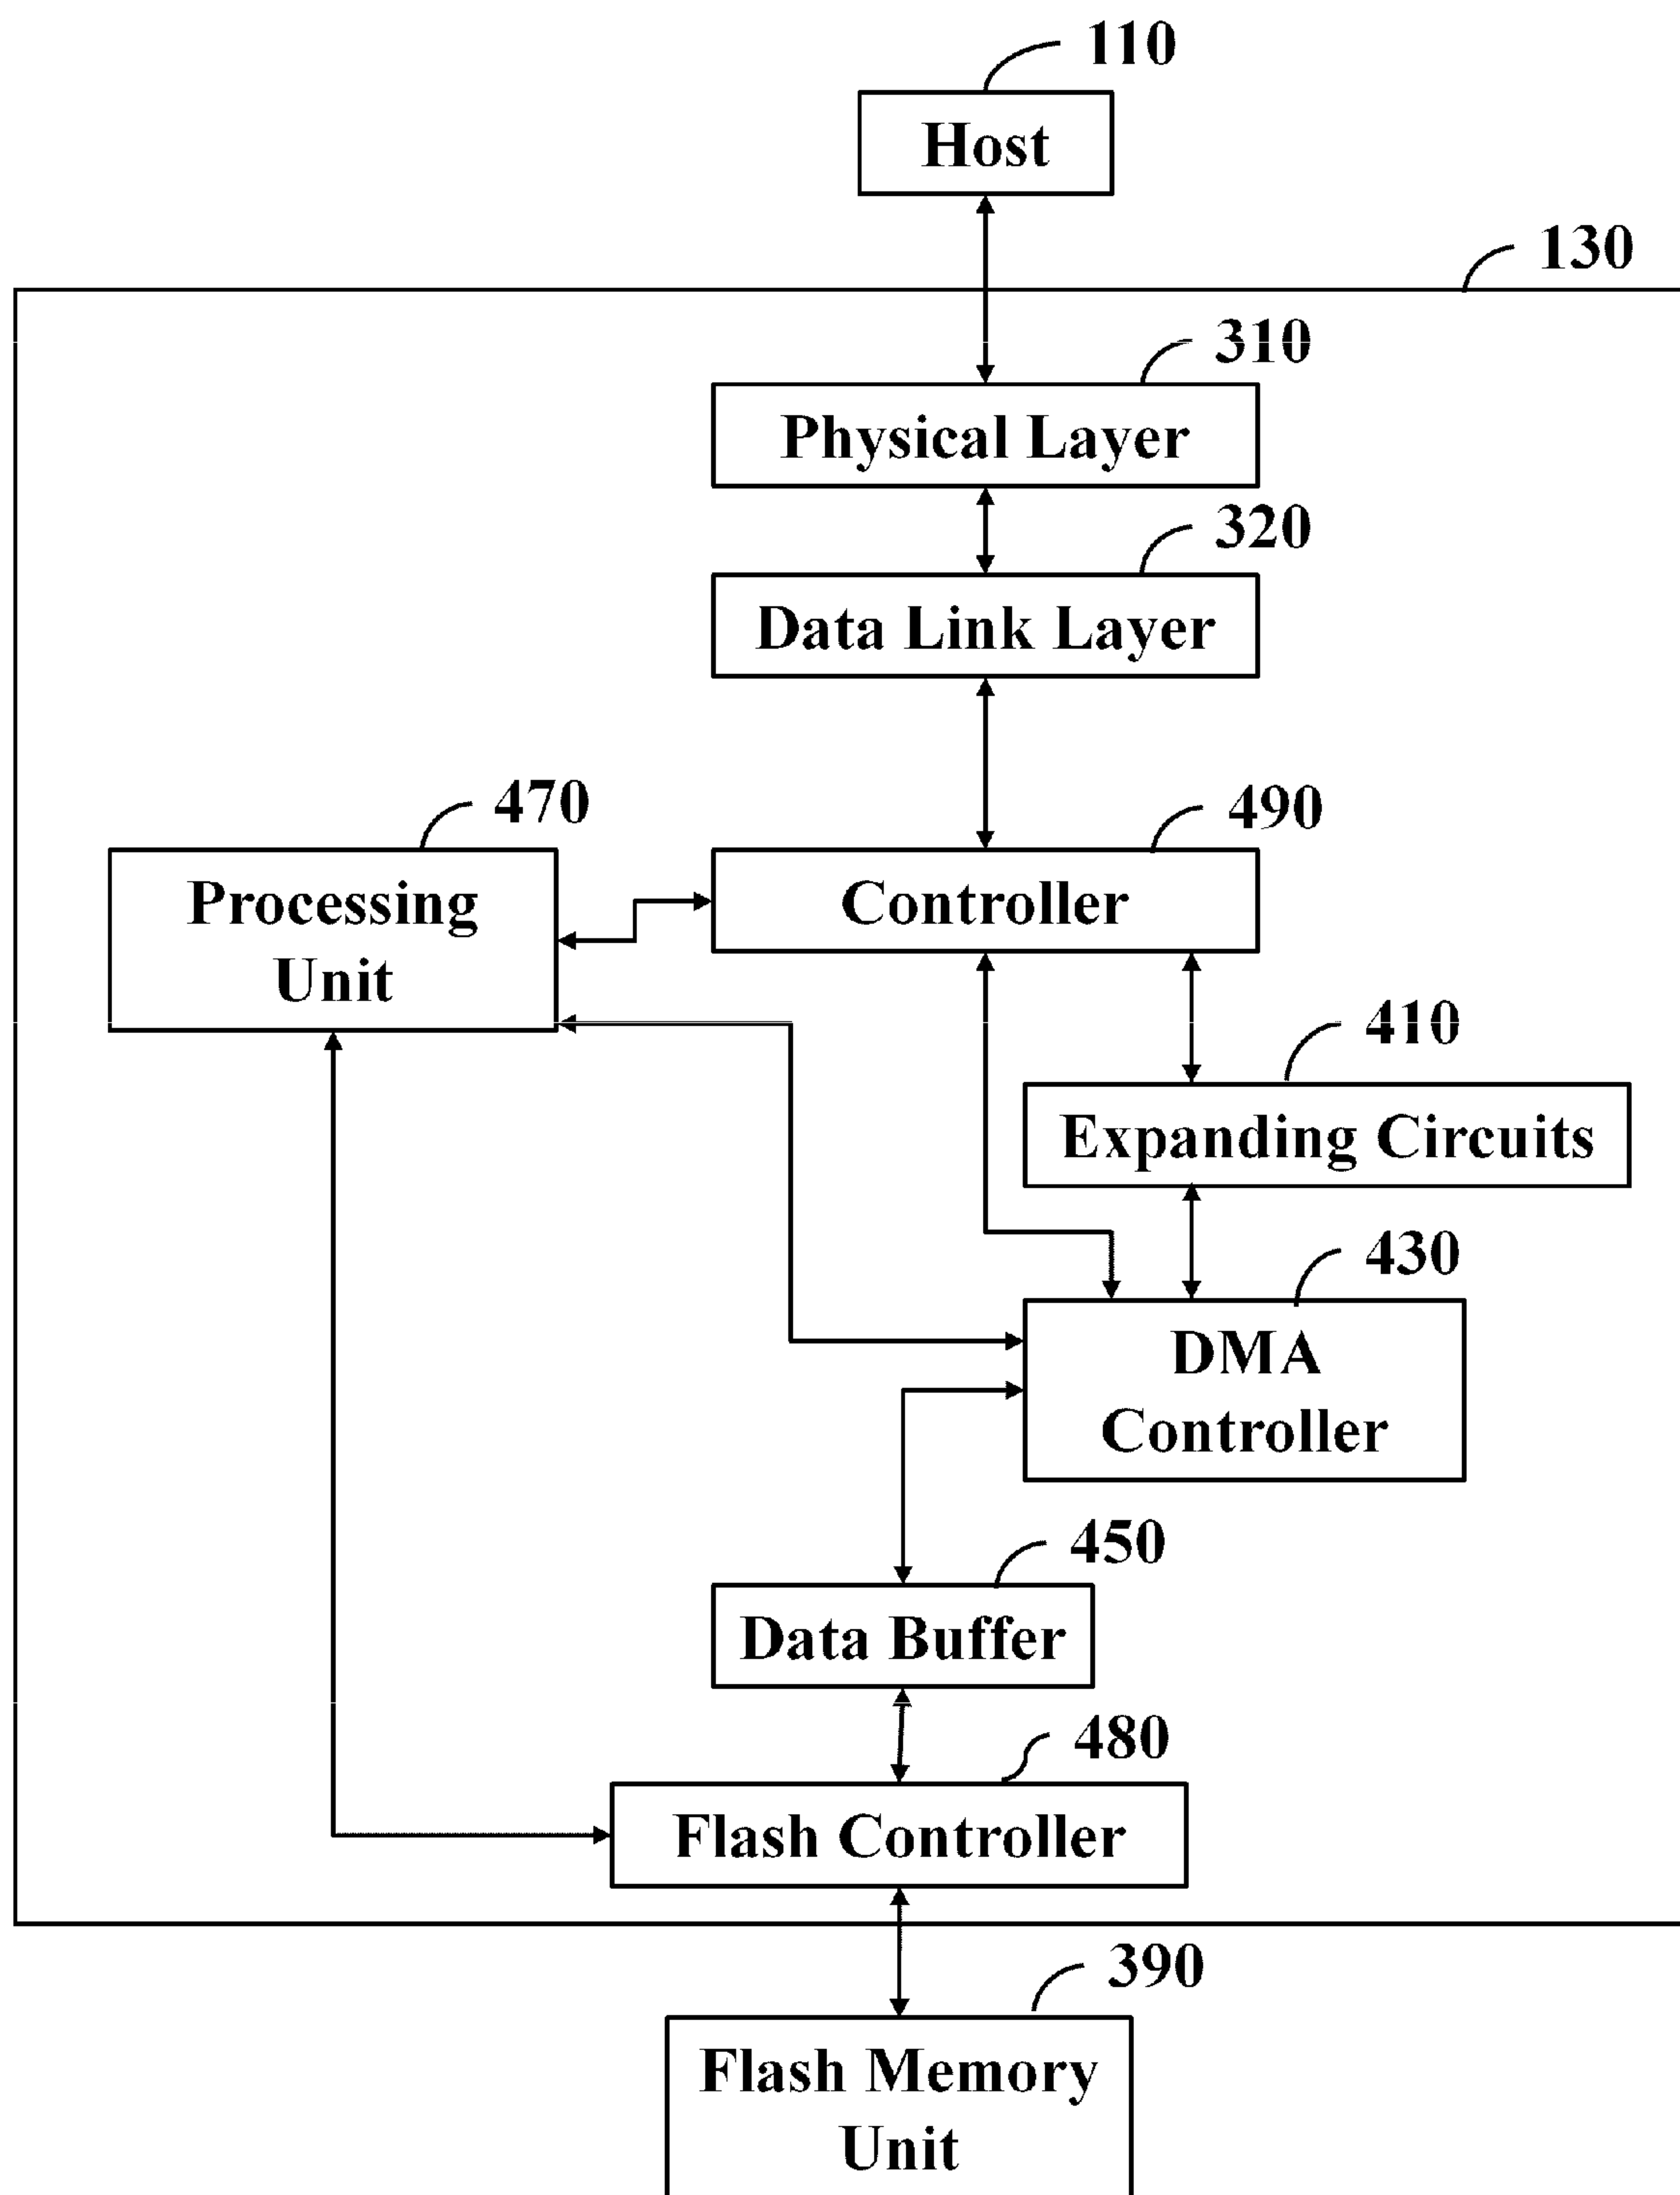 110
Host
130
310
Physical Layer
320
Data Link Layer
470
490
Processing
Unit
Controller
410
Expanding Circuits
430
DMA
Controller
450
Data Buffer
480
Flash Controller
390
Flash Memory
Unit